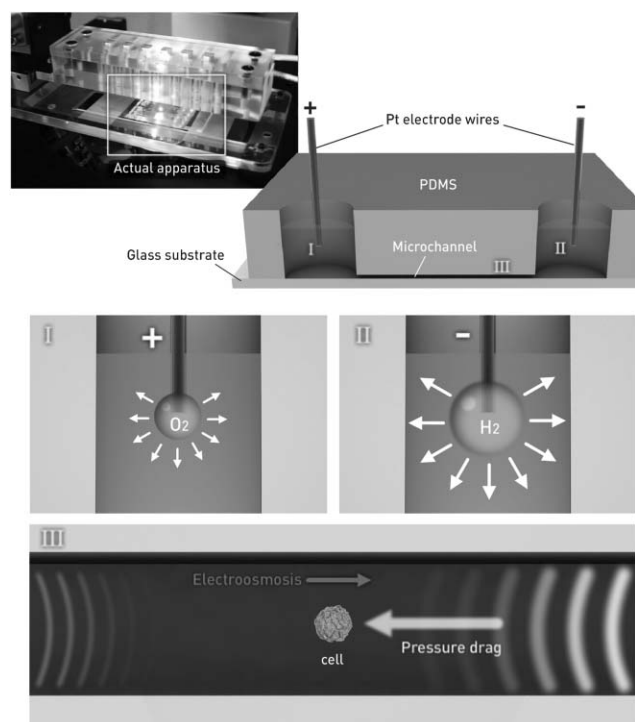 Actual apparatus
+
-
Pt electrode wires
PDMS
I
II
Microchannel
III
Glass substrate
I
+
O2
II
-
H2
III
Electroosmosis
cell
Pressure drag